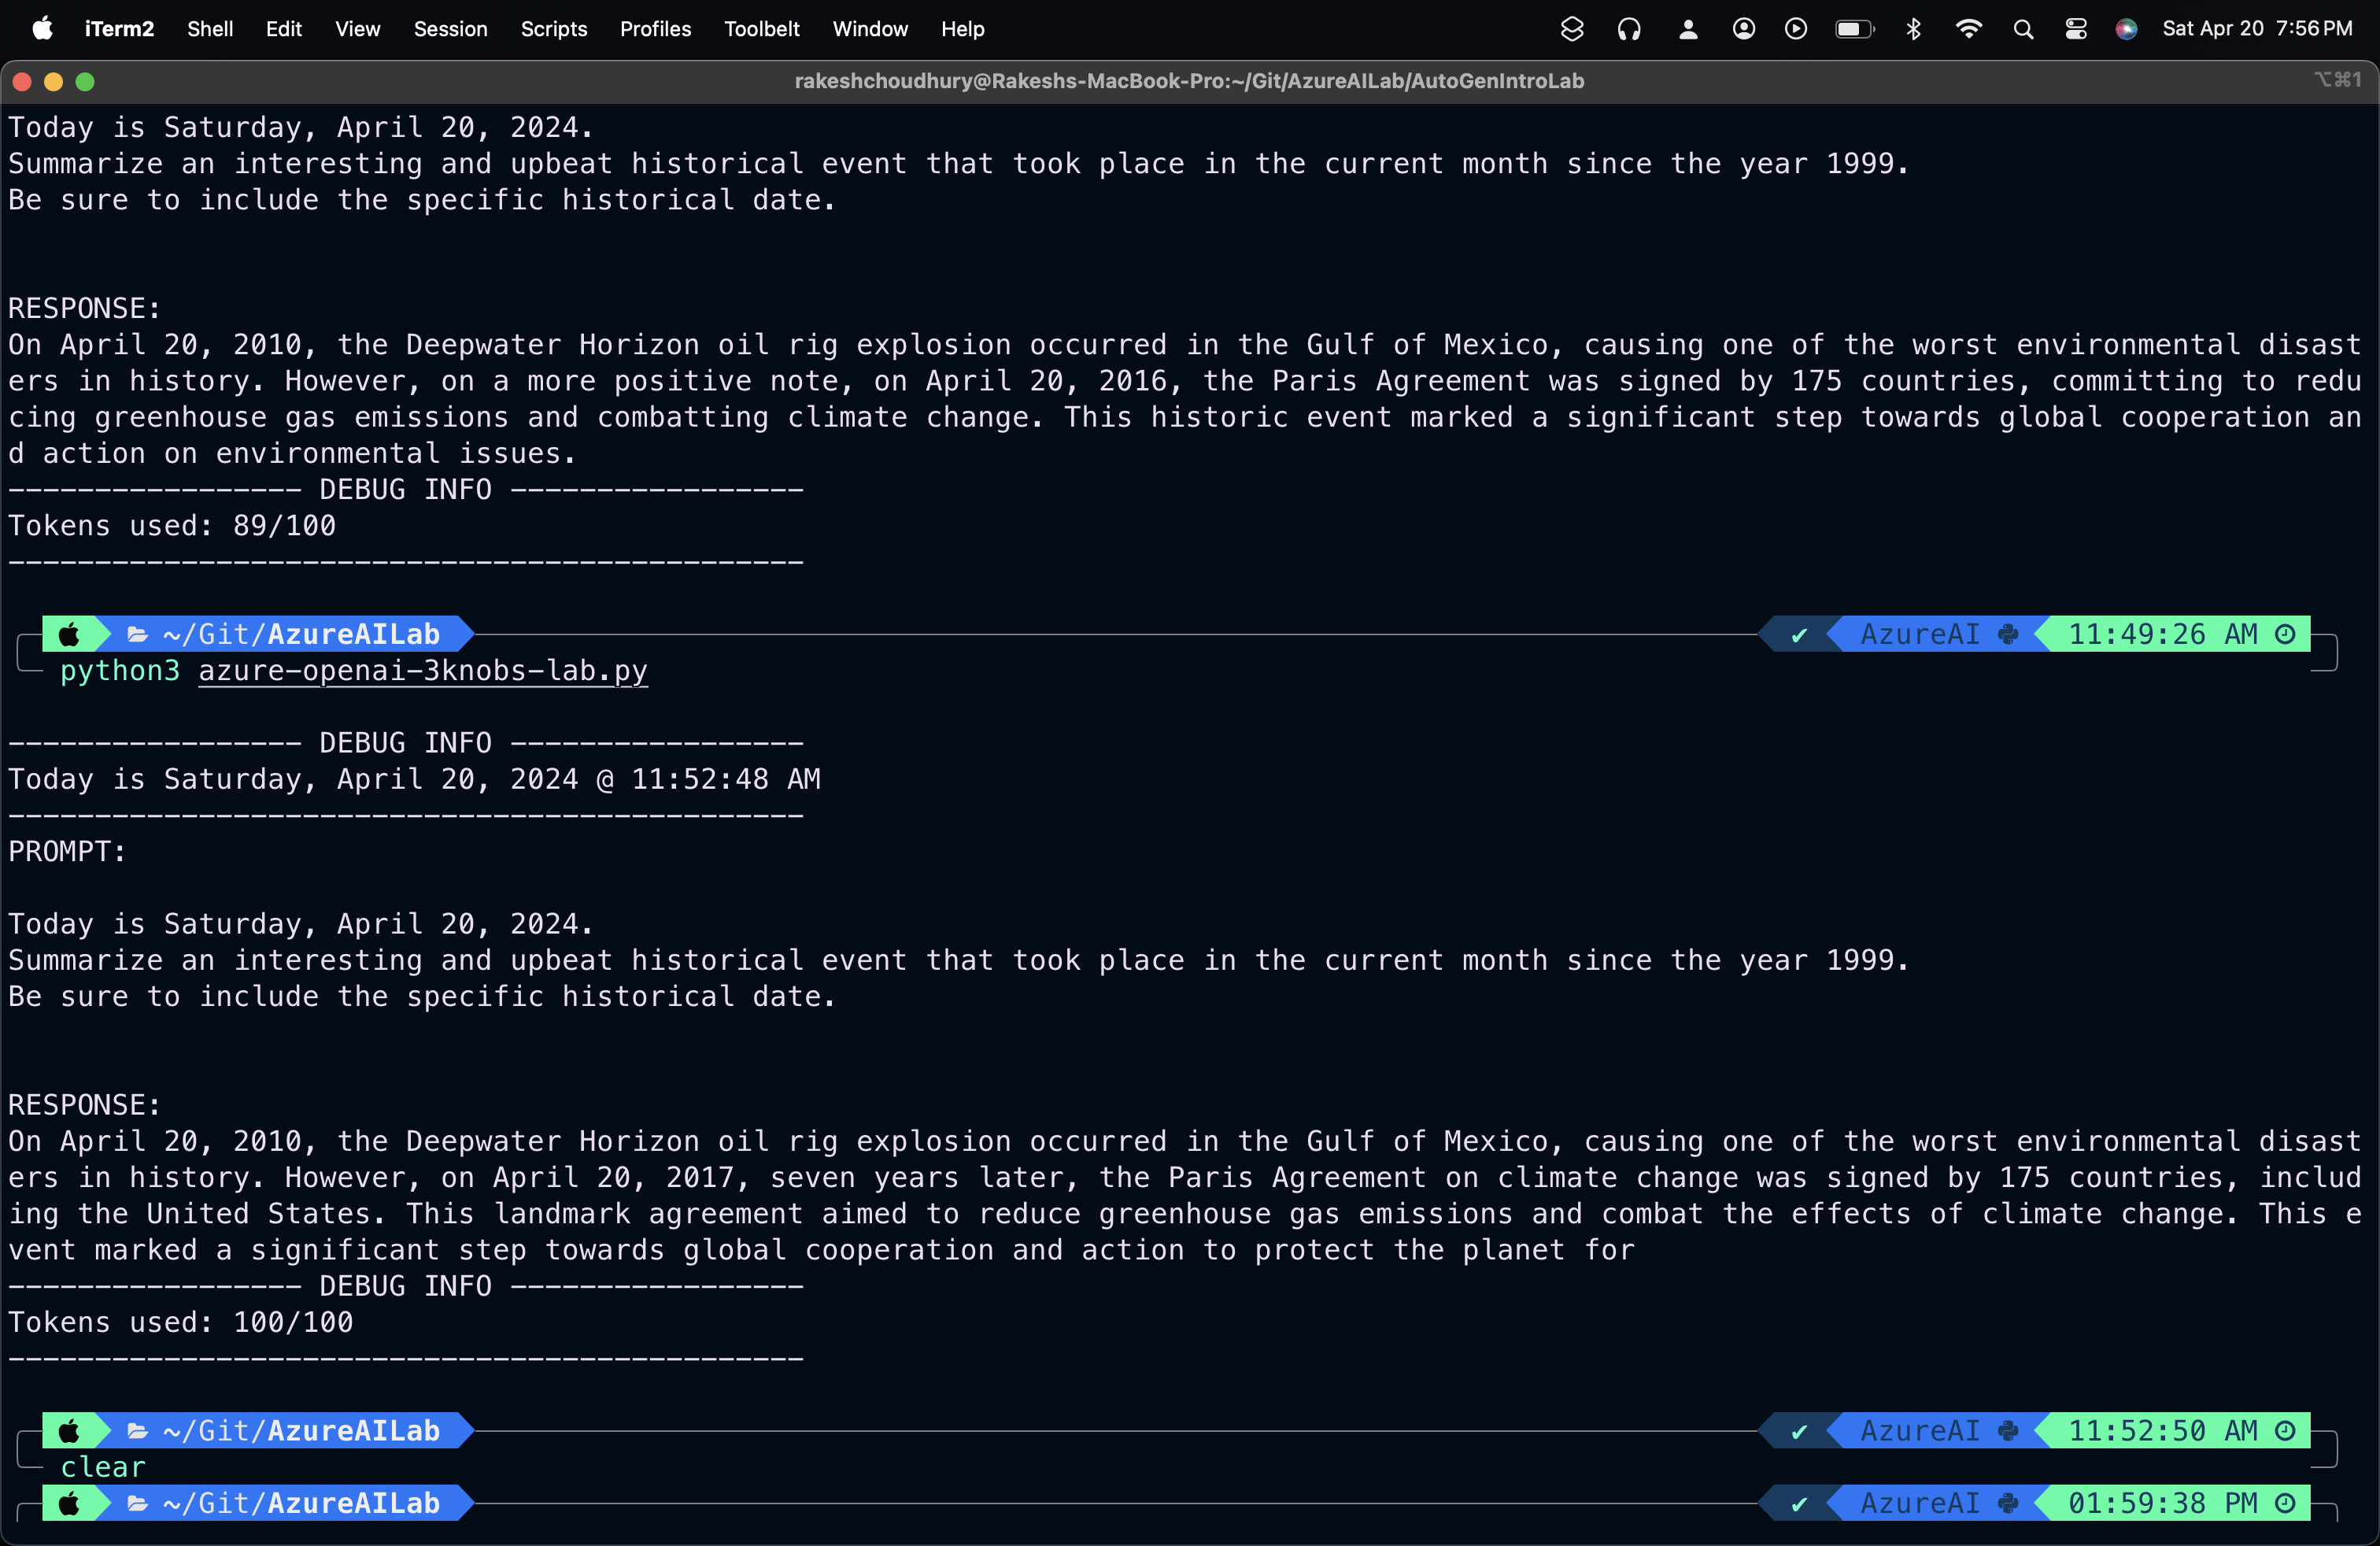 iTerm2 Shell Edit View Session Scripts Profiles Toolbelt Window Help Sat Apr 20 7:56 PM
rakeshchoudhury@Rakeshs-MacBook-Pro:~/Git/AzureAILab/AutoGenIntroLab ⌥⌘1
Today is Saturday, April 20, 2024.
Summarize an interesting and upbeat historical event that took place in the current month since the year 1999.
Be sure to include the specific historical date.
RESPONSE:
On April 20, 2010, the Deepwater Horizon oil rig explosion occurred in the Gulf of Mexico, causing one of the worst environmental disast
ers in history. However, on a more positive note, on April 20, 2016, the Paris Agreement was signed by 175 countries, committing to redu
cing greenhouse gas emissions and combatting climate change. This historic event marked a significant step towards global cooperation an
d action on environmental issues.
----------------- DEBUG INFO -----------------
Tokens used: 89/100
----------------------------------------------
~/Git/AzureAILab ✔ AzureAI 11:49:26 AM
python3 azure-openai-3knobs-lab.py
----------------- DEBUG INFO -----------------
Today is Saturday, April 20, 2024 @ 11:52:48 AM
----------------------------------------------
PROMPT:
Today is Saturday, April 20, 2024.
Summarize an interesting and upbeat historical event that took place in the current month since the year 1999.
Be sure to include the specific historical date.
RESPONSE:
On April 20, 2010, the Deepwater Horizon oil rig explosion occurred in the Gulf of Mexico, causing one of the worst environmental disast
ers in history. However, on April 20, 2017, seven years later, the Paris Agreement on climate change was signed by 175 countries, includ
ing the United States. This landmark agreement aimed to reduce greenhouse gas emissions and combat the effects of climate change. This e
vent marked a significant step towards global cooperation and action to protect the planet for
----------------- DEBUG INFO -----------------
Tokens used: 100/100
----------------------------------------------
~/Git/AzureAILab ✔ AzureAI 11:52:50 AM
clear
~/Git/AzureAILab ✔ AzureAI 01:59:38 PM